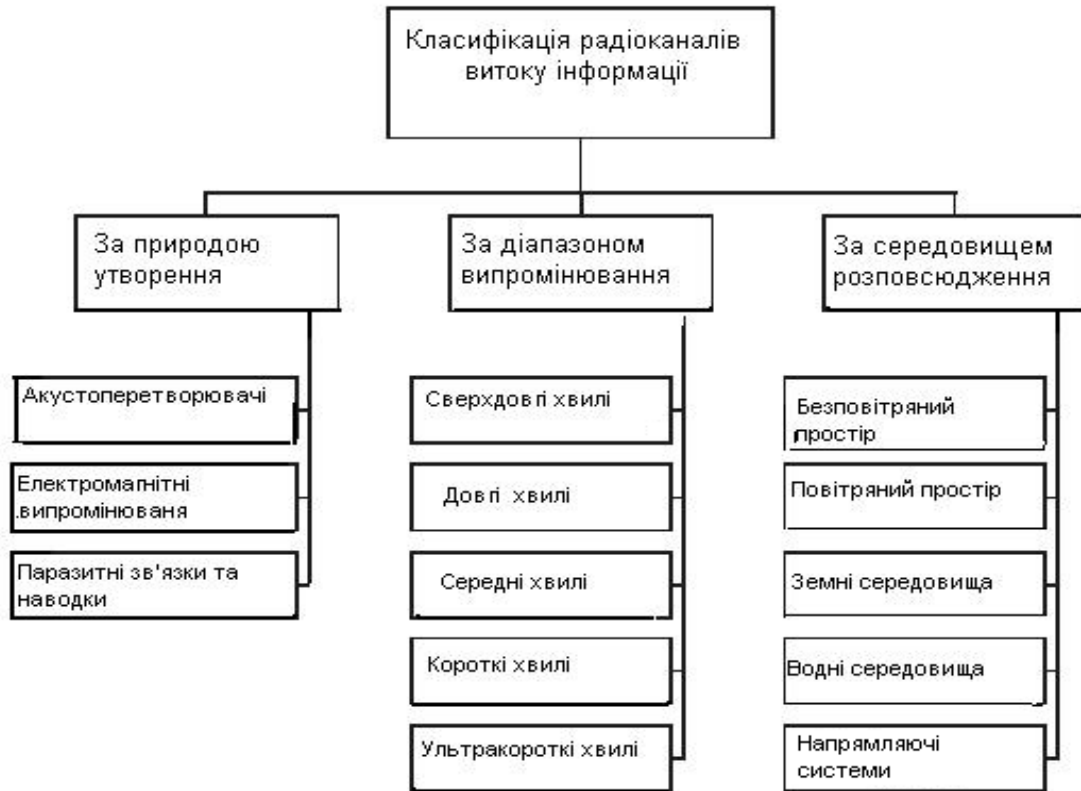 Класифікація радіоканалів
витоку інформації
За природою
утворення
Акустоперетворювачі
Електромагнітні
.випромінюваня
Паразитні зв'язки та
наводки
За діапазоном
випромінювання
Сверхдовгі хвилі
Довгі хвилі
Середні хвилі
Короткі хвилі
Ультракороткі хвилі
За середовищем
розповсюдження
Безповітряний
простір
Повітряний простір
Земні середовища
Водні середовища
Напрямляючі
системи